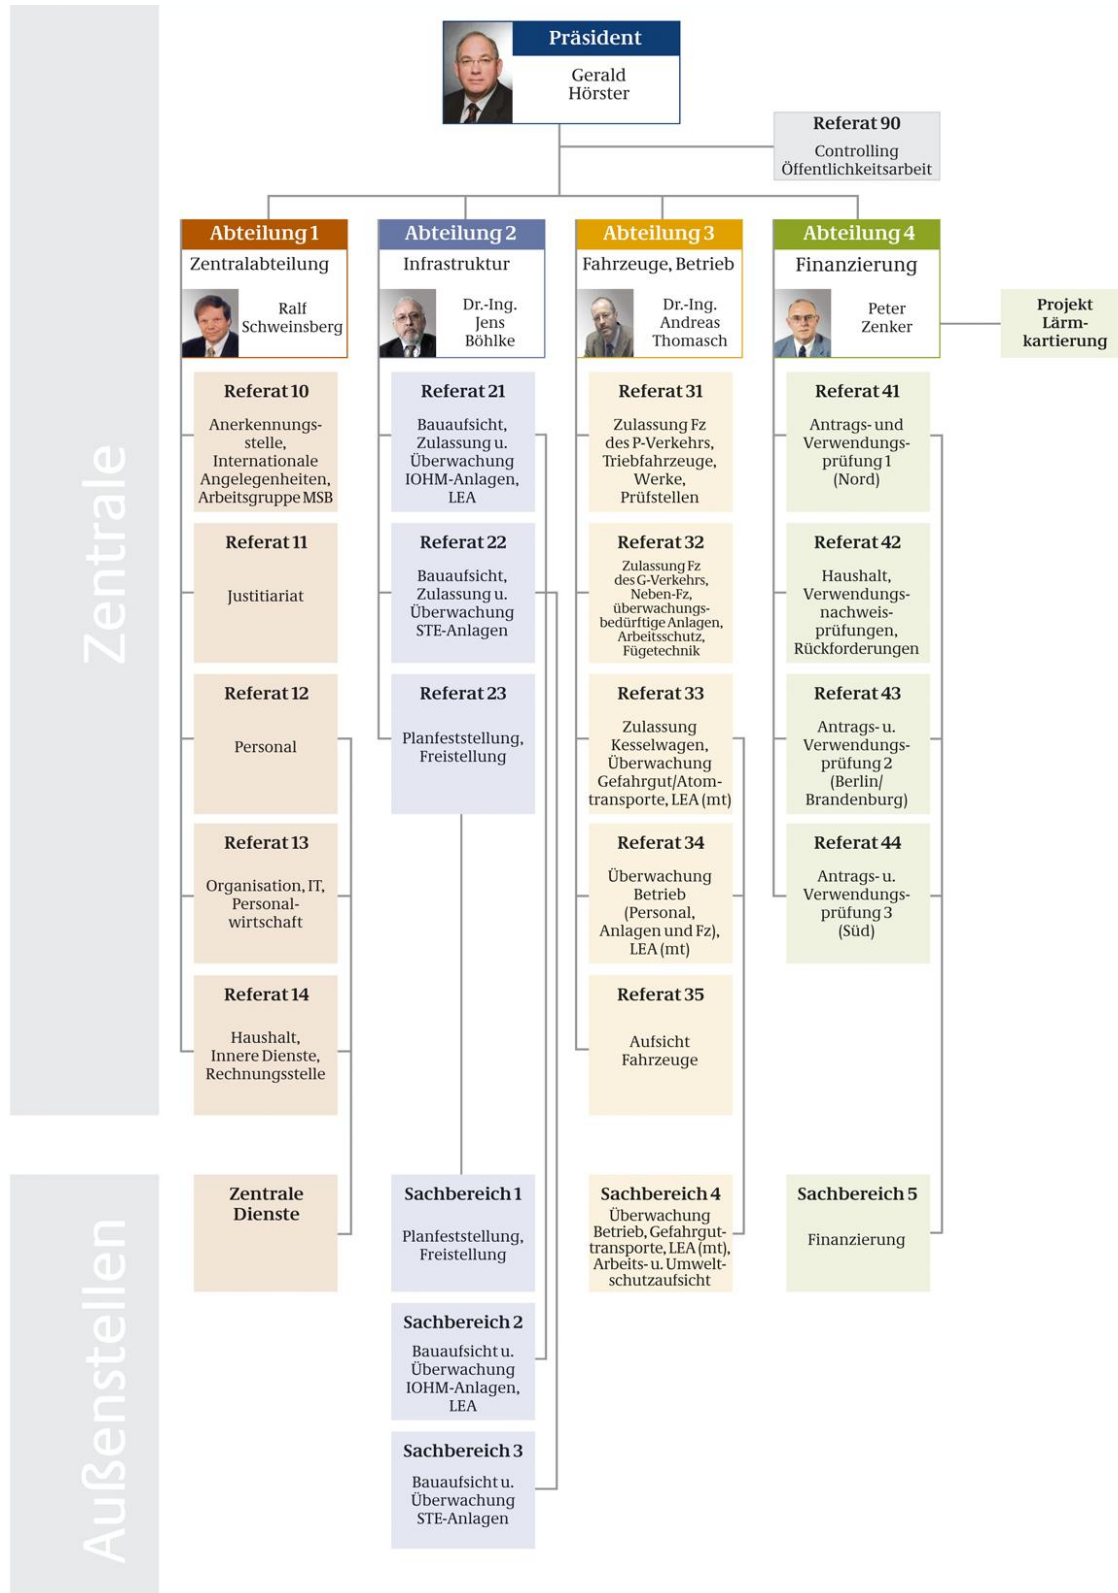 Präsident
Gerald
Hörster
Referat 90
Controlling
Öffentlichkeitsarbeit
Zentrale
Abteilung 1
Zentralabteilung
Ralf
Schweinsberg
Referat 10
Anerkennungs-
stelle,
Internationale
Angelegenheiten,
Arbeitsgruppe MSB
Referat 11
Justitiariat
Referat 12
Personal
Referat 13
Organisation, IT,
Personal-
wirtschaft
Referat 14
Haushalt,
Innere Dienste,
Rechnungsstelle
Abteilung 2
Infrastruktur
Dr.-Ing.
Jens
Böhlke
Referat 21
Bauaufsicht,
Zulassung u.
Überwachung
IOHM-Anlagen,
LEA
Referat 22
Bauaufsicht,
Zulassung u.
Überwachung
STE-Anlagen
Referat 23
Planfeststellung,
Freistellung
Abteilung 3
Fahrzeuge, Betrieb
Dr.-Ing.
Andreas
Thomasch
Referat 31
Zulassung Fz
des P-Verkehrs,
Triebfahrzeuge,
Werke,
Prüfstellen
Referat 32
Zulassung Fz
des G-Verkehrs,
Neben-Fz,
überwachungs-
bedürftige Anlagen,
Arbeitsschutz,
Fügetechnik
Referat 33
Zulassung
Kesselwagen,
Überwachung
Gefahrgut/Atom-
transporte, LEA (mt)
Referat 34
Überwachung
Betrieb
(Personal,
Anlagen und Fz),
LEA (mt)
Referat 35
Aufsicht
Fahrzeuge
Abteilung 4
Finanzierung
Peter
Zenker
Projekt
Lärm-
kartierung
Referat 41
Antrags- und
Verwendungs-
prüfung 1
(Nord)
Referat 42
Haushalt,
Verwendungs-
nachweis-
prüfungen,
Rückforderungen
Referat 43
Antrags- u.
Verwendungs-
prüfung 2
(Berlin/
Brandenburg)
Referat 44
Antrags- u.
Verwendungs-
prüfung 3
(Süd)
Außenstellen
Zentrale
Dienste
Sachbereich 1
Planfeststellung,
Freistellung
Sachbereich 2
Bauaufsicht u.
Überwachung
IOHM-Anlagen,
LEA
Sachbereich 3
Bauaufsicht u.
Überwachung
STE-Anlagen
Sachbereich 4
Überwachung
Betrieb, Gefahrgut-
transporte, LEA (mt),
Arbeits- u. Umwelt-
schutzaufsicht
Sachbereich 5
Finanzierung